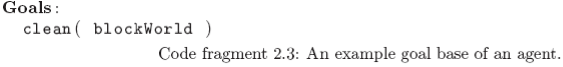 Goals:
clean( blockWorld )
Code fragment 2.3: An example goal base of an agent.